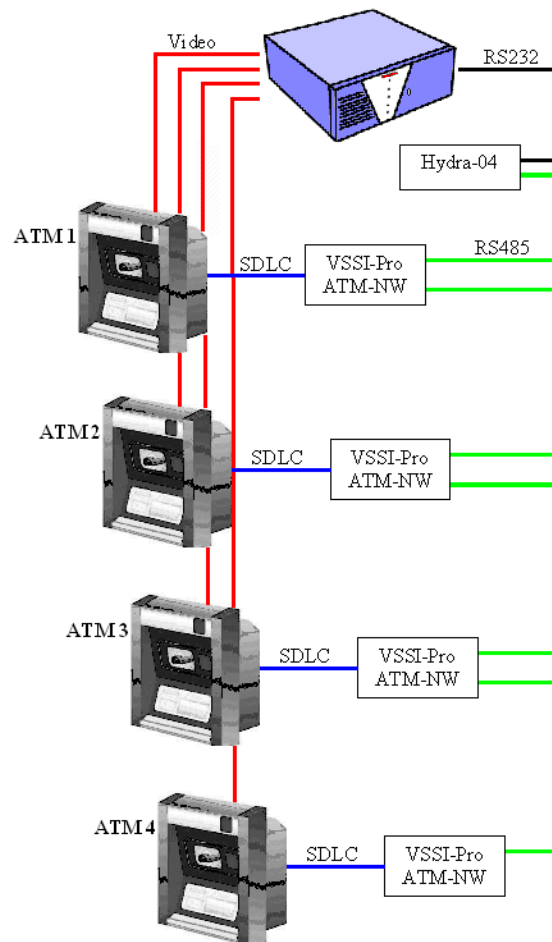 Video
RS232
Hydra-04
ATM 1
SDLC
VSSI-Pro
ATM-NW
RS485
ATM 2
SDLC
VSSI-Pro
ATM-NW
ATM 3
SDLC
VSSI-Pro
ATM-NW
ATM 4
SDLC
VSSI-Pro
ATM-NW